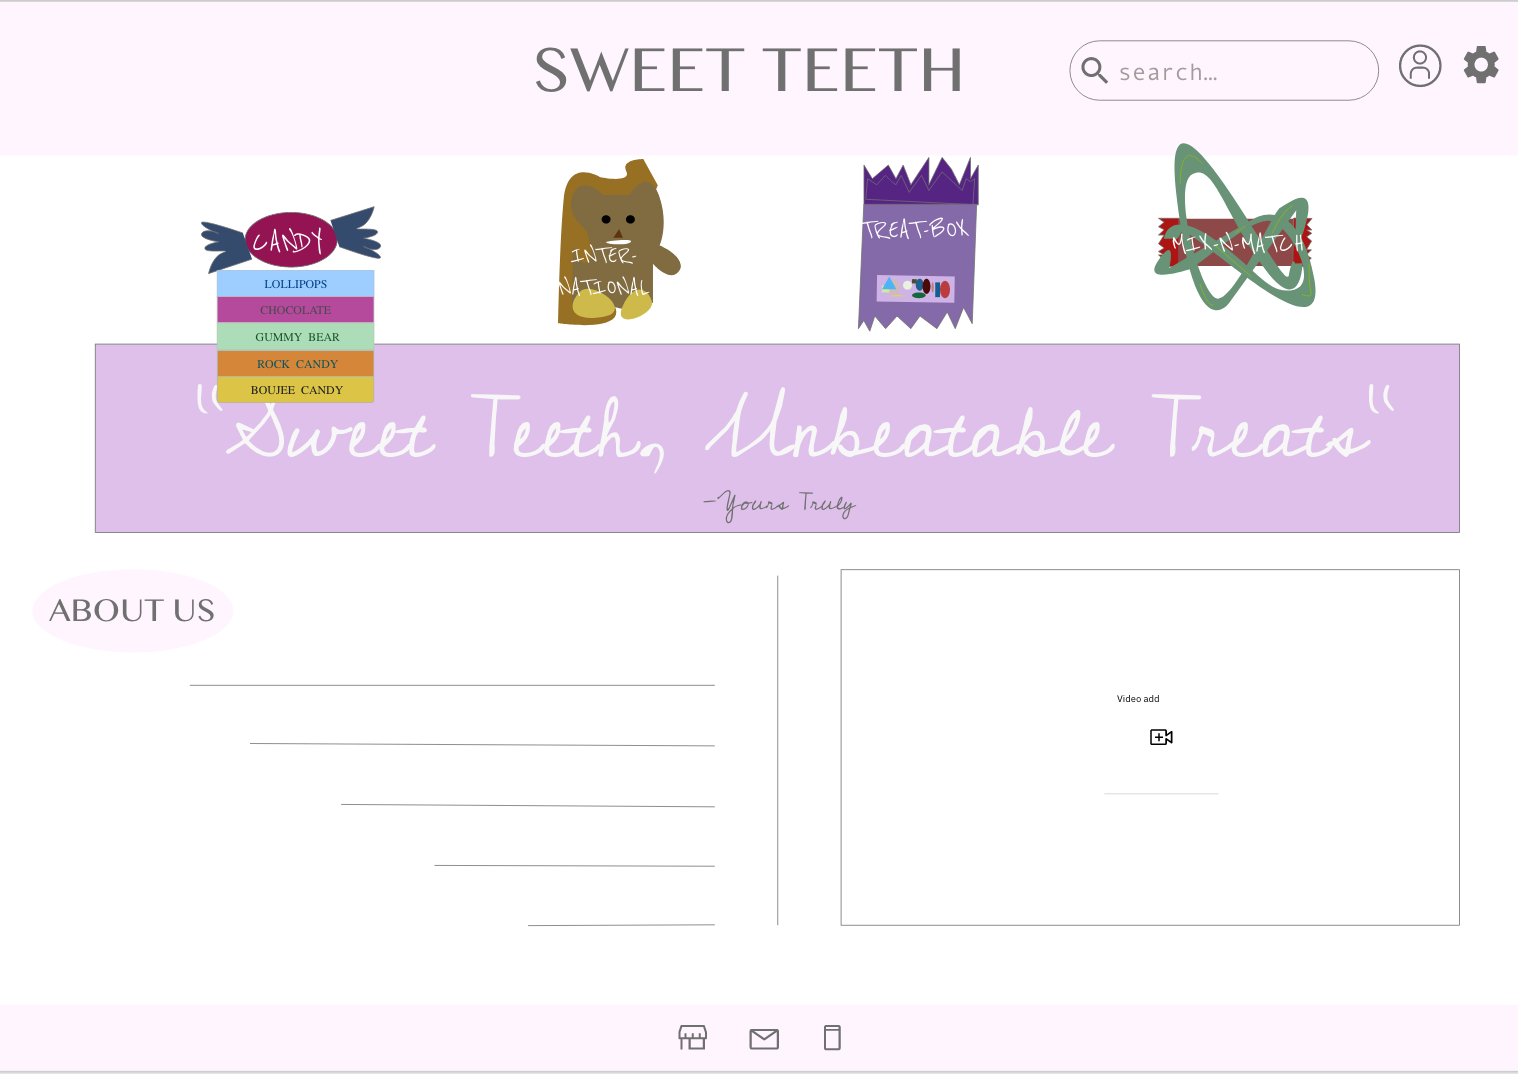 SWEET TEETH
search...
CANDY
INTER-
NATIONAL
TREAT-BOX
MIX-N-MATCH
LOLLIPOPS
CHOCOLATE
GUMMY BEAR
ROCK CANDY
BOUJEE CANDY
"Sweet Teeth, Unbeatable Treats"
-Yours Truly
ABOUT US
Video add